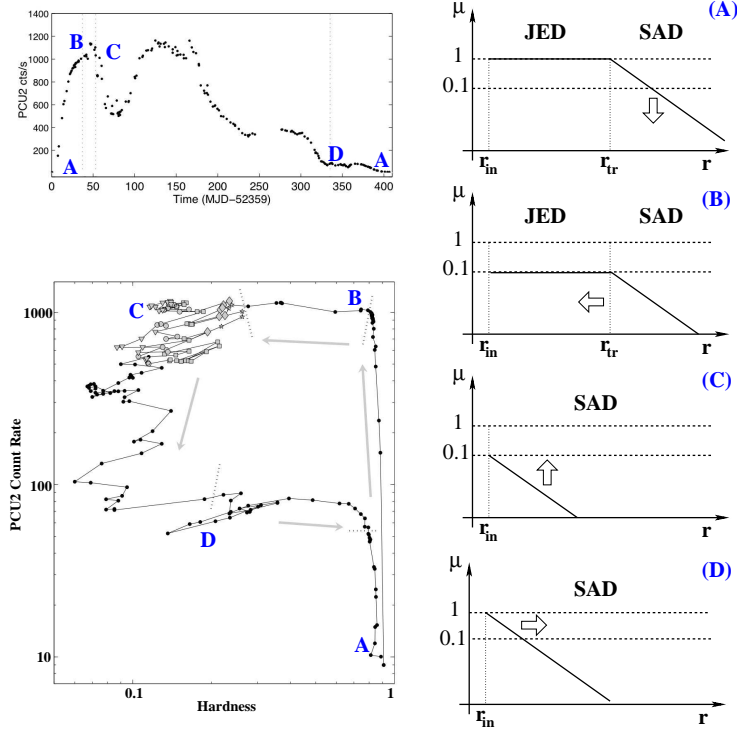 PCU2 cts/s
1400
1200
1000
800
600
400
200
0 50 100 150 200 250 300 350 400
Time (MJD−52359)
A
B
C
D
A
PCU2 Count Rate
1000
100
10
0.1
1
Hardness
A
B
C
D
(A)
μ
JED
SAD
1
0.1
r_in
r_tr
r
(B)
μ
JED
SAD
1
0.1
r_in
r_tr
r
(C)
μ
SAD
1
0.1
r_in
r
(D)
μ
SAD
1
0.1
r_in
r